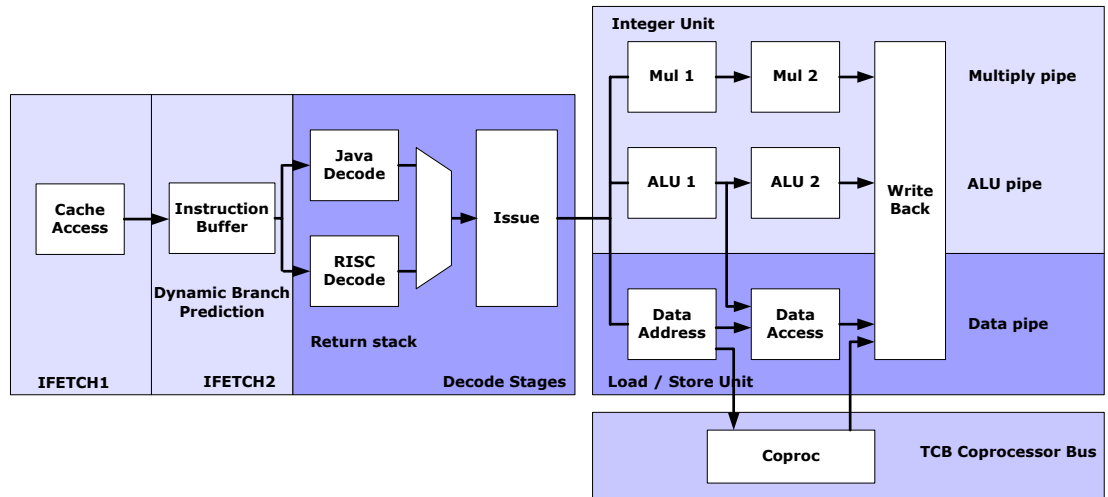 Integer Unit
Mul 1
Mul 2
Multiply pipe
Java
Decode
ALU 1
ALU 2
ALU pipe
Cache
Access
Instruction
Buffer
Issue
Write
Back
RISC
Decode
Dynamic Branch
Prediction
Data
Address
Data
Access
Data pipe
Return stack
IFETCH1
IFETCH2
Decode Stages
Load / Store Unit
Coproc
TCB Coprocessor Bus